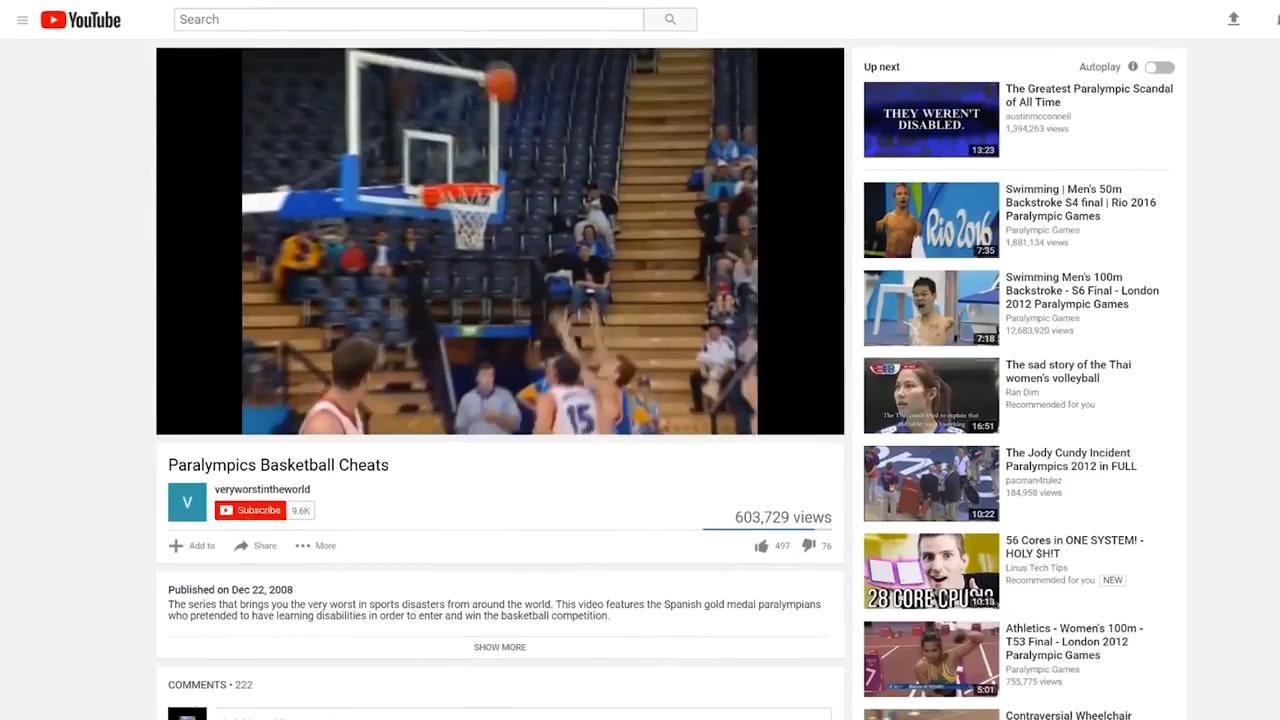 YouTube
Search
15
Paralympics Basketball Cheats
V
veryworstintheworld
Subscribe 9.6K
603,729 views
Add to Share More 497 76
Published on Dec 22, 2008
The series that brings you the very worst in sports disasters from around the world. This video features the Spanish gold medal paralympians
who pretended to have learning disabilities in order to enter and win the basketball competition.
SHOW MORE
COMMENTS • 222
Up next Autoplay
THEY WEREN'T
DISABLED.
13:23
The Greatest Paralympic Scandal
of All Time
austinmcconnell
1,394,263 views
Rio 2016
7:35
Swimming | Men's 50m
Backstroke S4 final | Rio 2016
Paralympic Games
Paralympic Games
1,881,134 views
7:18
Swimming Men's 100m
Backstroke - S6 Final - London
2012 Paralympic Games
Paralympic Games
12,683,920 views
16:51
The sad story of the Thai
women's volleyball
Ran Dim
Recommended for you
10:22
The Jody Cundy Incident
Paralympics 2012 in FULL
pacman4rulez
184,958 views
28 CORE CPUS
10:13
56 Cores in ONE SYSTEM! -
HOLY $H!T
Linus Tech Tips
Recommended for you NEW
7
5:01
Athletics - Women's 100m -
T53 Final - London 2012
Paralympic Games
Paralympic Games
755,775 views
Contraversial Wheelchair